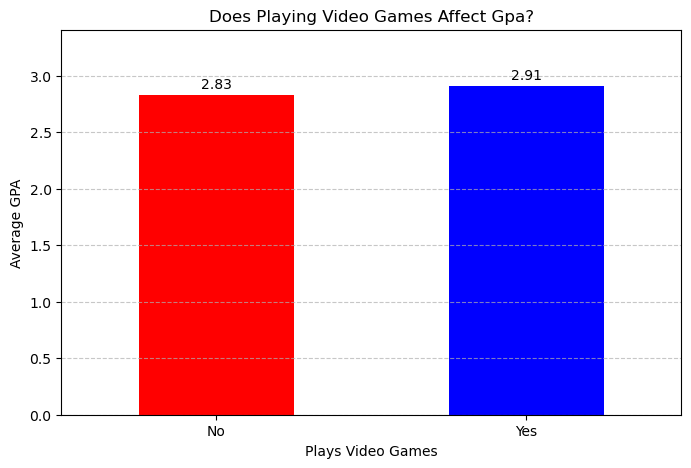 Does Playing Video Games Affect Gpa?
3.0
2.5
2.0
1.5
1.0
0.5
0.0
Average GPA
2.83
2.91
No
Yes
Plays Video Games